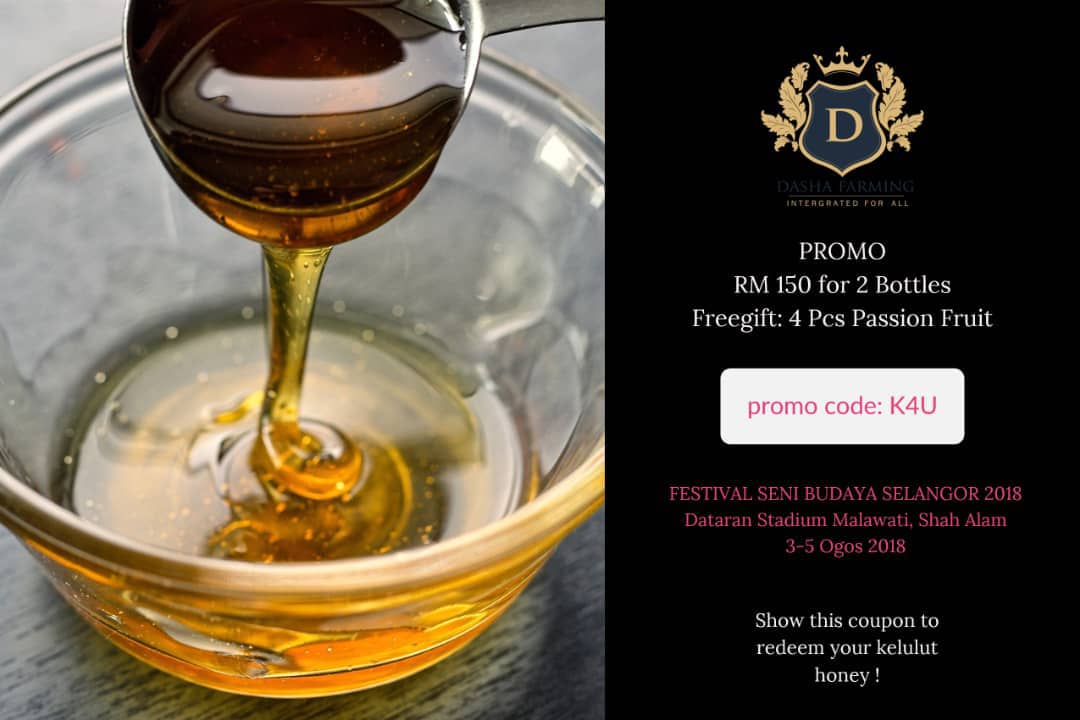 D
DASHA FARMING
INTERGRATED FOR ALL
PROMO
RM 150 for 2 Bottles
Freegift: 4 Pcs Passion Fruit
promo code: K4U
FESTIVAL SENI BUDAYA SELANGOR 2018
Dataran Stadium Malawati, Shah Alam
3-5 Ogos 2018
Show this coupon to
redeem your kelulut
honey !